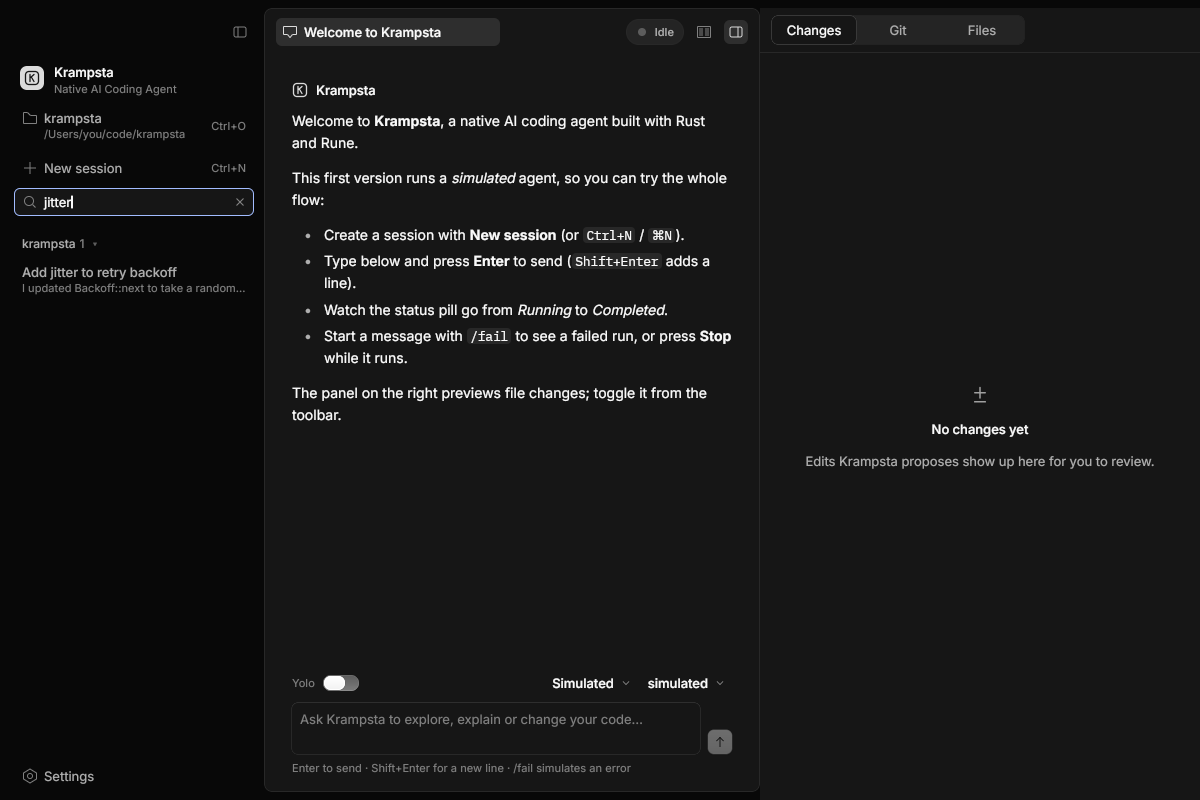 Krampsta
Native AI Coding Agent
krampsta
/Users/you/code/krampsta
Ctrl+O
New session
Ctrl+N
jitter
krampsta 1
Add jitter to retry backoff
I updated Backoff::next to take a random...
Settings
Welcome to Krampsta
Idle
Krampsta
Welcome to Krampsta, a native AI coding agent built with Rust
and Rune.
This first version runs a simulated agent, so you can try the whole
flow:
• Create a session with New session (or Ctrl+N / ⌘N).
• Type below and press Enter to send (Shift+Enter adds a
line).
• Watch the status pill go from Running to Completed.
• Start a message with /fail to see a failed run, or press Stop
while it runs.
The panel on the right previews file changes; toggle it from the
toolbar.
Yolo
Simulated
simulated
Ask Krampsta to explore, explain or change your code...
Enter to send · Shift+Enter for a new line · /fail simulates an error
Changes
Git
Files
No changes yet
Edits Krampsta proposes show up here for you to review.